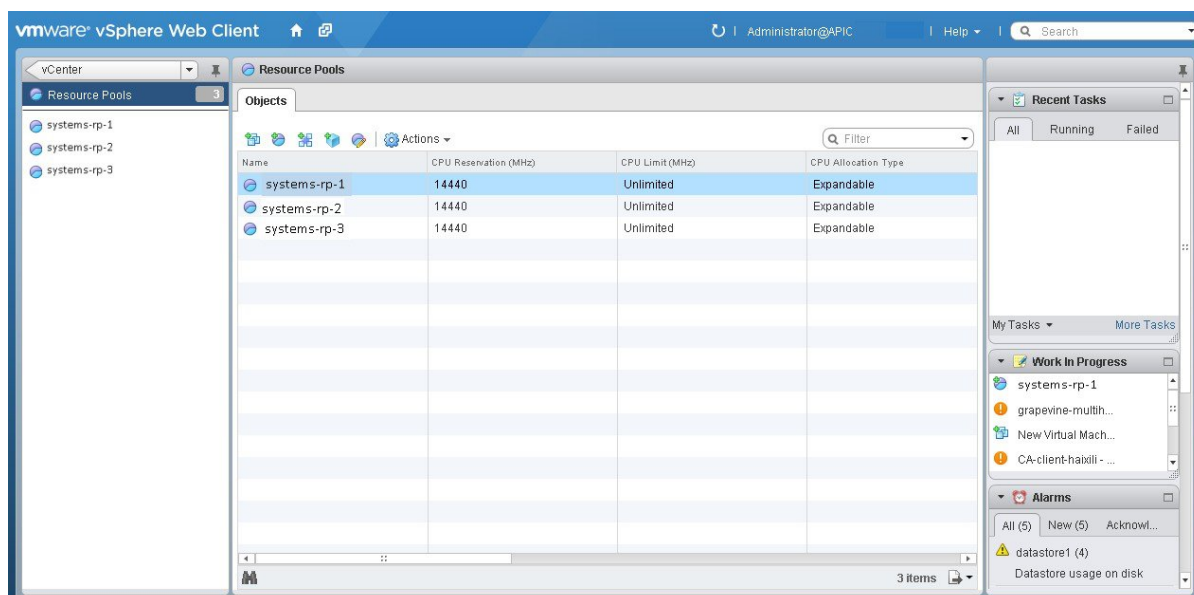 vmware® vSphere Web Client
Administrator@APIC
Help
Search
vCenter
Resource Pools 3
systems-rp-1
systems-rp-2
systems-rp-3
Resource Pools
Objects
Actions
Filter
Name CPU Reservation (MHz) CPU Limit (MHz) CPU Allocation Type
systems-rp-1 14440 Unlimited Expandable
systems-rp-2 14440 Unlimited Expandable
systems-rp-3 14440 Unlimited Expandable
3 items
Recent Tasks
All Running Failed
My Tasks More Tasks
Work In Progress
systems-rp-1
grapevine-multih...
New Virtual Mach...
CA-client-haixili - ...
Alarms
All (5) New (5) Acknowl...
datastore1 (4)
Datastore usage on disk